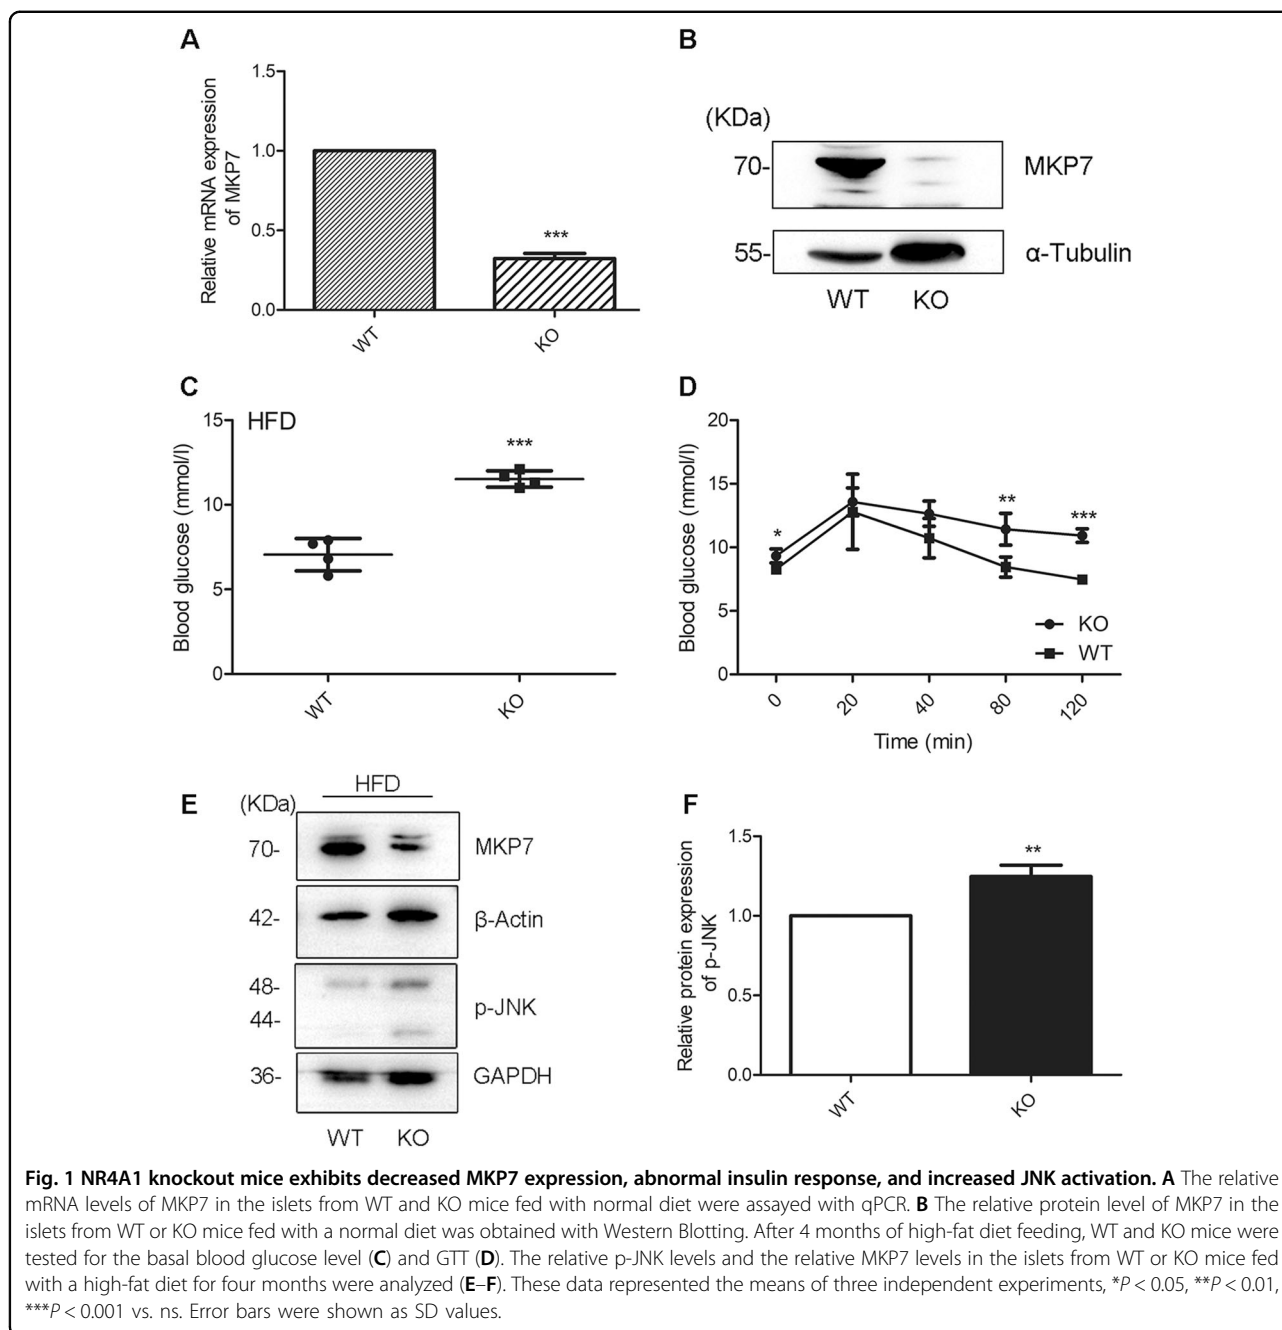 A
Relative mRNA expression
of MKP7
1.5
1.0
0.5
0.0
***
WT
KO
B
(KDa)
70-
MKP7
55-
α-Tubulin
WT KO
C
HFD
Blood glucose (mmol/l)
15
10
5
0
***
WT
KO
D
Blood glucose (mmol/l)
20
15
10
5
0
*
**
***
KO
WT
0
20
40
80
120
Time (min)
E
HFD
(KDa)
70-
MKP7
42-
β-Actin
48-
44-
p-JNK
36-
GAPDH
WT KO
F
Relative protein expression
of p-JNK
1.5
1.0
0.5
0.0
**
WT
KO
Fig. 1 NR4A1 knockout mice exhibits decreased MKP7 expression, abnormal insulin response, and increased JNK activation. A The relative
mRNA levels of MKP7 in the islets from WT and KO mice fed with normal diet were assayed with qPCR. B The relative protein level of MKP7 in the
islets from WT or KO mice fed with a normal diet was obtained with Western Blotting. After 4 months of high-fat diet feeding, WT and KO mice were
tested for the basal blood glucose level (C) and GTT (D). The relative p-JNK levels and the relative MKP7 levels in the islets from WT or KO mice fed
with a high-fat diet for four months were analyzed (E–F). These data represented the means of three independent experiments, *P < 0.05, **P < 0.01,
***P < 0.001 vs. ns. Error bars were shown as SD values.